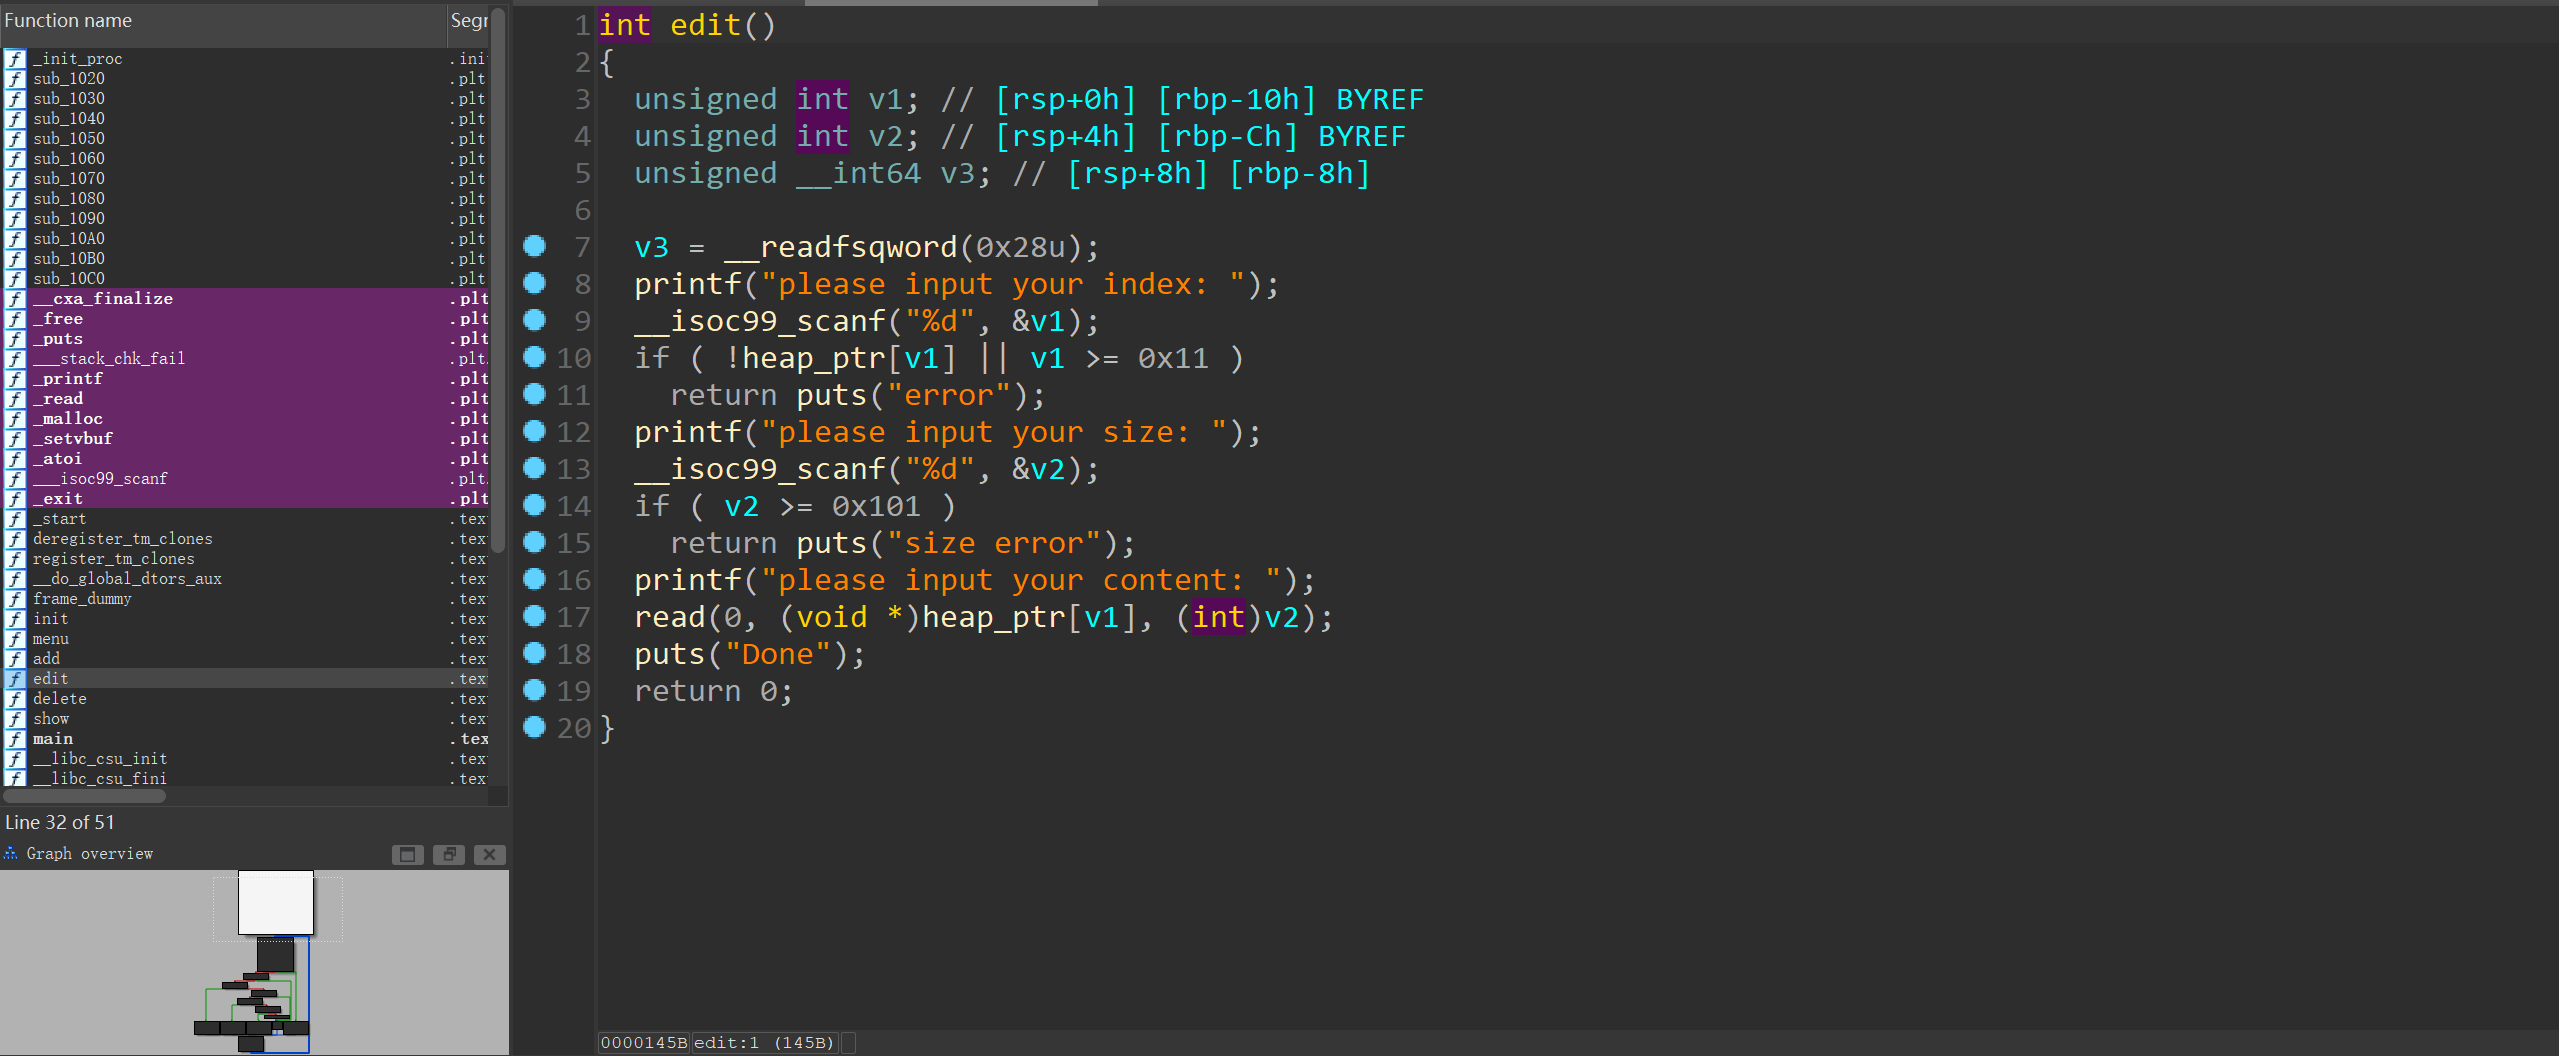 Function name Segr
_init_proc .ini
sub_1020 .plt
sub_1030 .plt
sub_1040 .plt
sub_1050 .plt
sub_1060 .plt
sub_1070 .plt
sub_1080 .plt
sub_1090 .plt
sub_10A0 .plt
sub_10B0 .plt
sub_10C0 .plt
__cxa_finalize .plt
_free .plt
_puts .plt
___stack_chk_fail .plt.
_printf .plt
_read .plt
_malloc .plt
_setvbuf .plt
_atoi .plt
___isoc99_scanf .plt.
_exit .plt
_start .tex
deregister_tm_clones .tex
register_tm_clones .tex
__do_global_dtors_aux .tex
frame_dummy .tex
init .tex
menu .tex
add .tex
edit .tex
delete .tex
show .tex
main .tex
__libc_csu_init .tex
__libc_csu_fini .tex
Line 32 of 51
Graph overview
1 int edit()
2 {
3 unsigned int v1; // [rsp+0h] [rbp-10h] BYREF
4 unsigned int v2; // [rsp+4h] [rbp-Ch] BYREF
5 unsigned __int64 v3; // [rsp+8h] [rbp-8h]
6
7 v3 = __readfsqword(0x28u);
8 printf("please input your index: ");
9 __isoc99_scanf("%d", &v1);
10 if ( !heap_ptr[v1] || v1 >= 0x11 )
11 return puts("error");
12 printf("please input your size: ");
13 __isoc99_scanf("%d", &v2);
14 if ( v2 >= 0x101 )
15 return puts("size error");
16 printf("please input your content: ");
17 read(0, (void *)heap_ptr[v1], (int)v2);
18 puts("Done");
19 return 0;
20 }
0000145B edit:1 (145B)